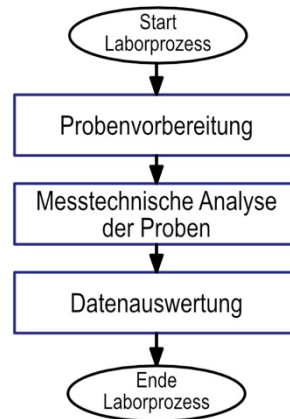 Start
Laborprozess
Probenvorbereitung
Messtechnische Analyse
der Proben
Datenauswertung
Ende
Laborprozess